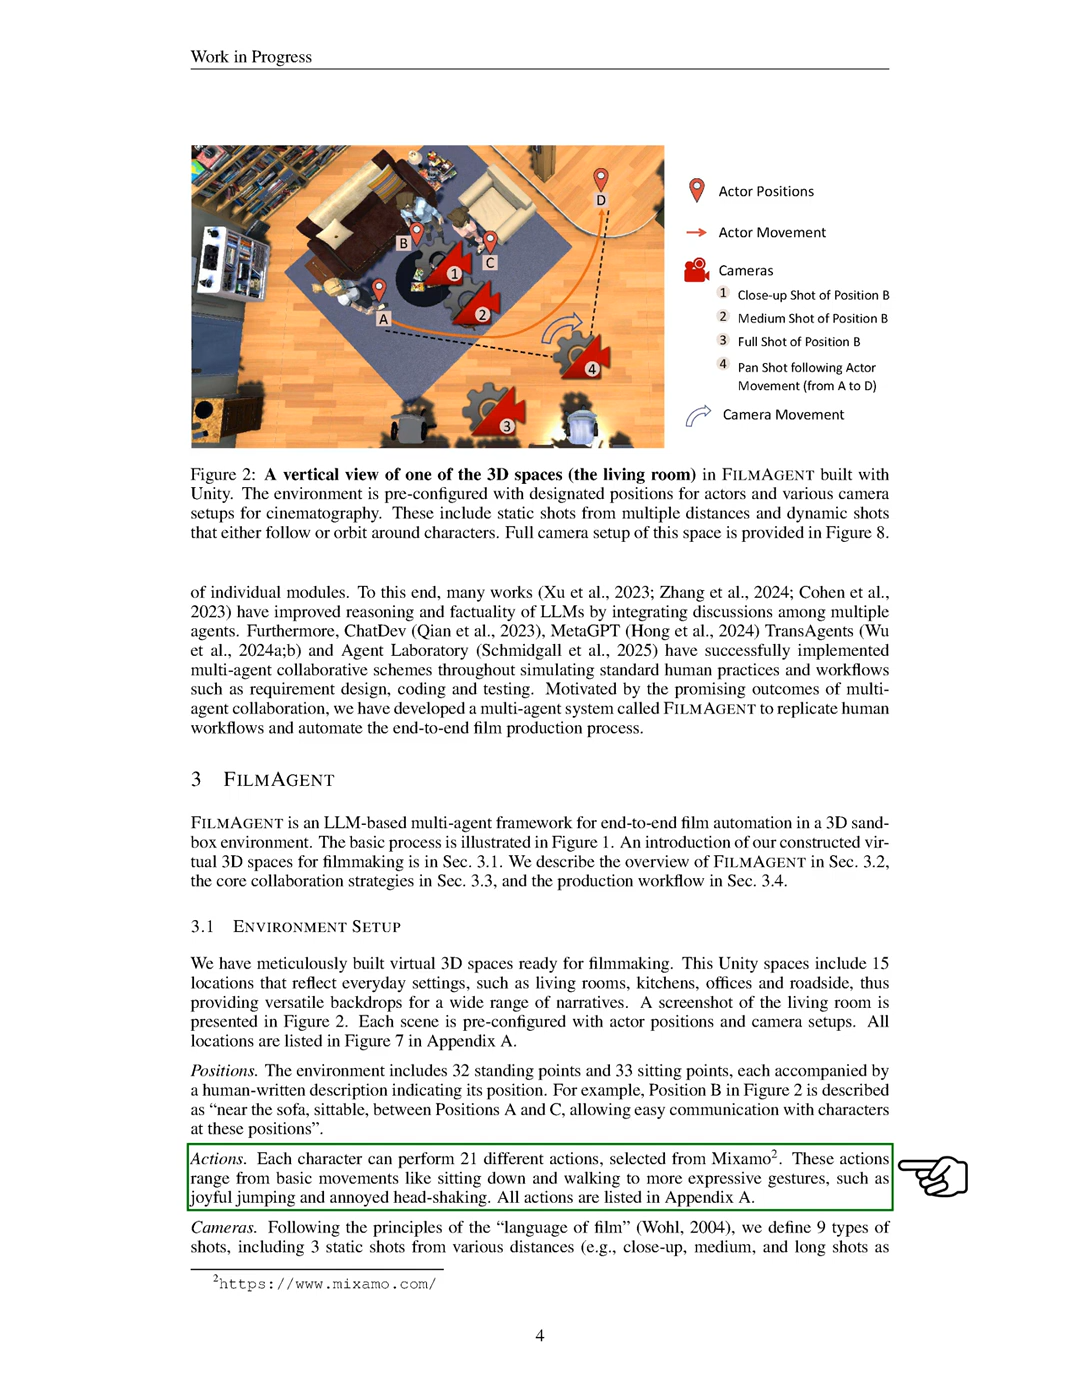 Work in Progress
D
B
C
1
A
2
4
3
Actor Positions
Actor Movement
Cameras
1 Close-up Shot of Position B
2 Medium Shot of Position B
3 Full Shot of Position B
4 Pan Shot following Actor
Movement (from A to D)
Camera Movement
Figure 2: A vertical view of one of the 3D spaces (the living room) in FILMAGENT built with
Unity. The environment is pre-configured with designated positions for actors and various camera
setups for cinematography. These include static shots from multiple distances and dynamic shots
that either follow or orbit around characters. Full camera setup of this space is provided in Figure 8.
of individual modules. To this end, many works (Xu et al., 2023; Zhang et al., 2024; Cohen et al.,
2023) have improved reasoning and factuality of LLMs by integrating discussions among multiple
agents. Furthermore, ChatDev (Qian et al., 2023), MetaGPT (Hong et al., 2024) TransAgents (Wu
et al., 2024a;b) and Agent Laboratory (Schmidgall et al., 2025) have successfully implemented
multi-agent collaborative schemes throughout simulating standard human practices and workflows
such as requirement design, coding and testing. Motivated by the promising outcomes of multi-
agent collaboration, we have developed a multi-agent system called FILMAGENT to replicate human
workflows and automate the end-to-end film production process.
3 FILMAGENT
FILMAGENT is an LLM-based multi-agent framework for end-to-end film automation in a 3D sand-
box environment. The basic process is illustrated in Figure 1. An introduction of our constructed vir-
tual 3D spaces for filmmaking is in Sec. 3.1. We describe the overview of FILMAGENT in Sec. 3.2,
the core collaboration strategies in Sec. 3.3, and the production workflow in Sec. 3.4.
3.1 ENVIRONMENT SETUP
We have meticulously built virtual 3D spaces ready for filmmaking. This Unity spaces include 15
locations that reflect everyday settings, such as living rooms, kitchens, offices and roadside, thus
providing versatile backdrops for a wide range of narratives. A screenshot of the living room is
presented in Figure 2. Each scene is pre-configured with actor positions and camera setups. All
locations are listed in Figure 7 in Appendix A.
Positions. The environment includes 32 standing points and 33 sitting points, each accompanied by
a human-written description indicating its position. For example, Position B in Figure 2 is described
as “near the sofa, sittable, between Positions A and C, allowing easy communication with characters
at these positions”.
Actions. Each character can perform 21 different actions, selected from Mixamo2. These actions
range from basic movements like sitting down and walking to more expressive gestures, such as
joyful jumping and annoyed head-shaking. All actions are listed in Appendix A.
Cameras. Following the principles of the “language of film” (Wohl, 2004), we define 9 types of
shots, including 3 static shots from various distances (e.g., close-up, medium, and long shots as
2https://www.mixamo.com/
4